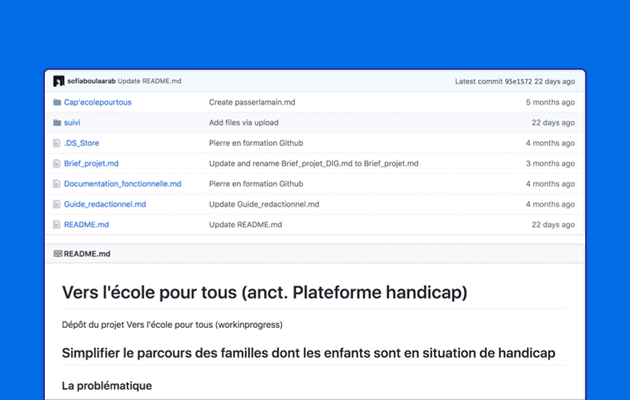 sofiaboulaarab Update README.md Latest commit 95e1572 22 days ago
Cap'ecolepourtous Create passerlamain.md 5 months ago
suivi Add files via upload 22 days ago
.DS_Store Pierre en formation Github 4 months ago
Brief_projet.md Update and rename Brief_projet_DIG.md to Brief_projet.md 3 months ago
Documentation_fonctionnelle.md Pierre en formation Github 4 months ago
Guide_redactionnel.md Update Guide_redactionnel.md 4 months ago
README.md Update README.md 22 days ago
README.md
Vers l'école pour tous (anct. Plateforme handicap)
Dépôt du projet Vers l'école pour tous (workinprogress)
Simplifier le parcours des familles dont les enfants sont en situation de handicap
La problématique